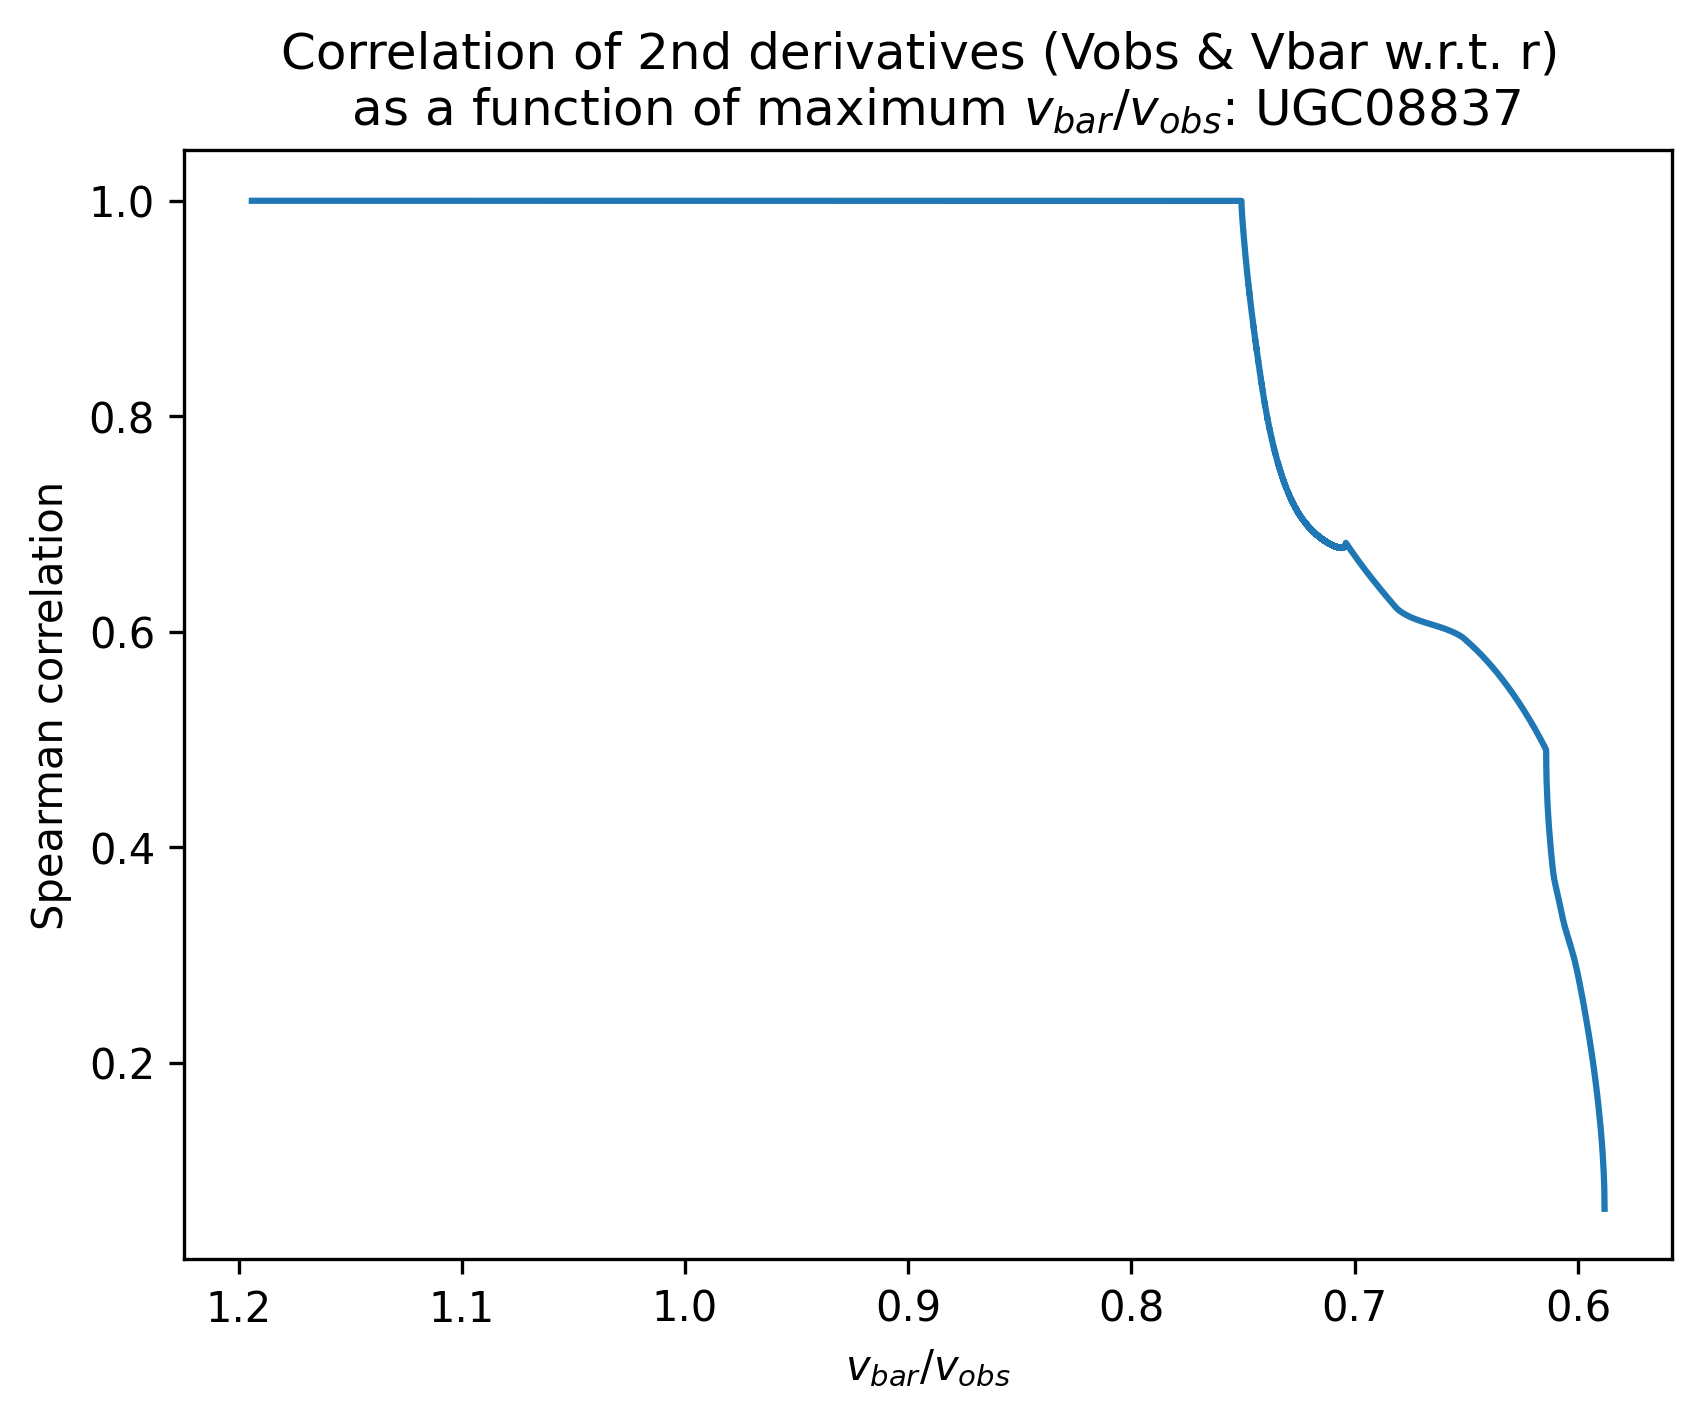 Correlation of 2nd derivatives (Vobs & Vbar w.r.t. r)
as a function of maximum v_bar/v_obs: UGC08837
1.0
0.8
0.6
0.4
0.2
Spearman correlation
1.2 1.1 1.0 0.9 0.8 0.7 0.6
v_bar/v_obs